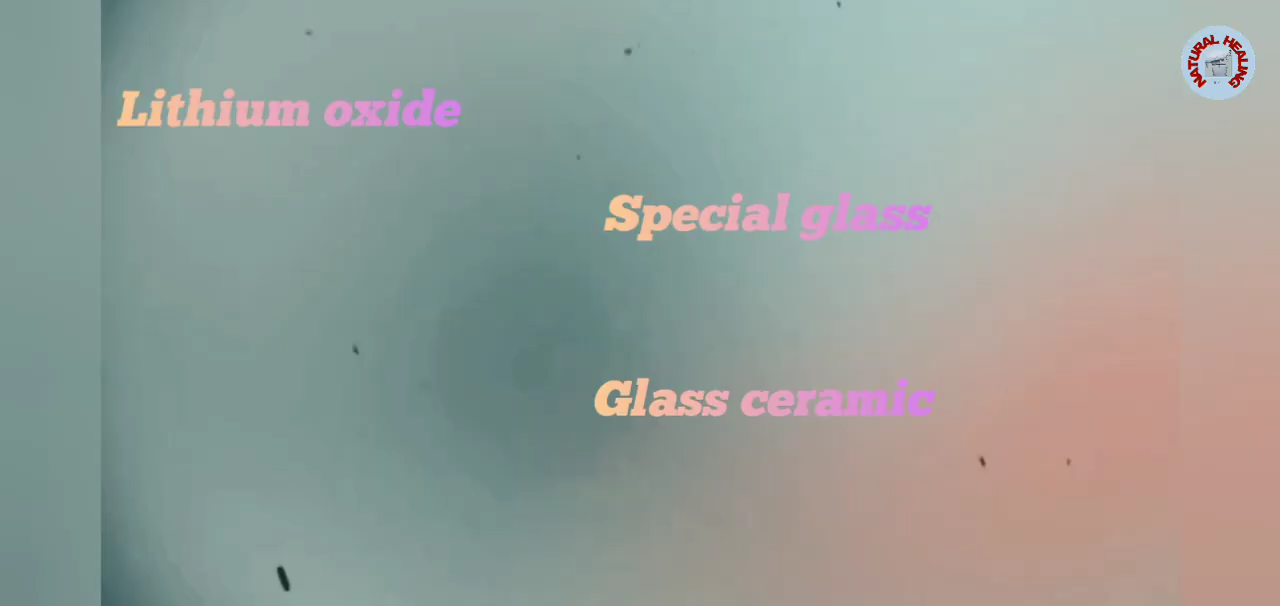 NATURAL HEALING
Lithium oxide
Special glass
Glass ceramic